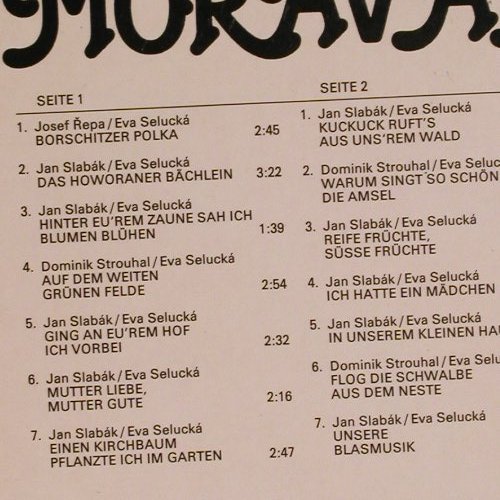 MORAVA
SEITE 1
1. Josef Řepa/Eva Selucká
BORSCHITZER POLKA 2:45
2. Jan Slabák/Eva Selucká
DAS HOWORANER BÄCHLEIN 3:22
3. Jan Slabák/Eva Selucká
HINTER EU'REM ZAUNE SAH ICH
BLUMEN BLÜHEN 1:39
4. Dominik Strouhal/Eva Selucká
AUF DEM WEITEN
GRÜNEN FELDE 2:54
5. Jan Slabák/Eva Selucká
GING AN EU'REM HOF
ICH VORBEI 2:32
6. Jan Slabák/Eva Selucká
MUTTER LIEBE,
MUTTER GUTE 2:16
7. Jan Slabák/Eva Selucká
EINEN KIRCHBAUM
PFLANZTE ICH IM GARTEN 2:47
SEITE 2
1. Jan Slabák/Eva Selucká
KUCKUCK RUFT'S
AUS UNS'REM WALD
2. Dominik Strouhal/Eva Seluc
WARUM SINGT SO SCHÖN
DIE AMSEL
3. Jan Slabák/Eva Selucká
REIFE FRÜCHTE,
SÜSSE FRÜCHTE
4. Jan Slabák/Eva Selucká
ICH HATTE EIN MÄDCHEN
5. Jan Slabák/Eva Selucká
IN UNSEREM KLEINEN HAU
6. Dominik Strouhal/Eva Selu
FLOG DIE SCHWALBE
AUS DEM NESTE
7. Jan Slabák/Eva Selucká
UNSERE
BLASMUSIK